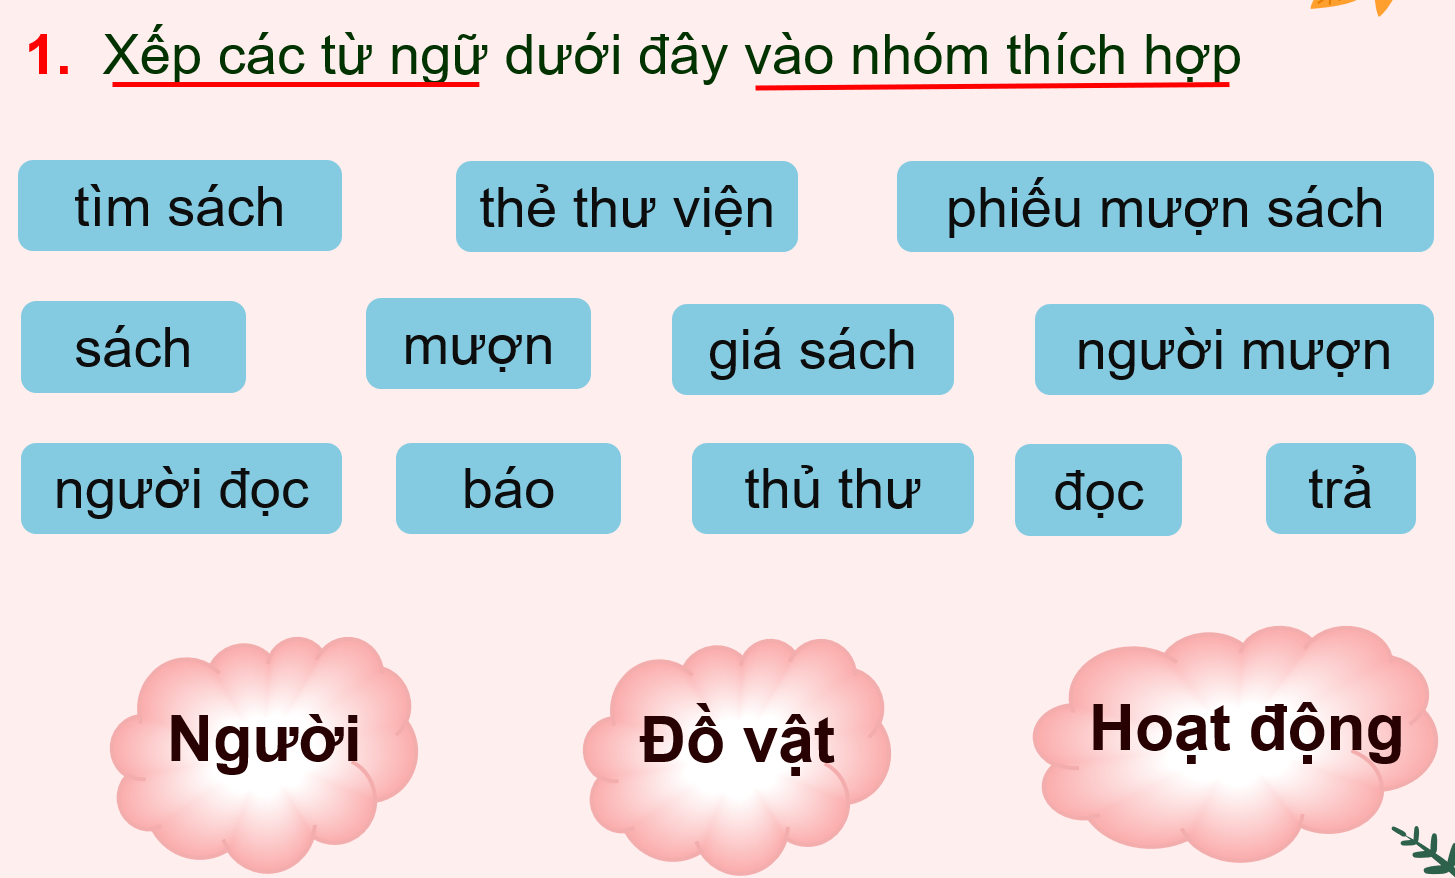 1. Xếp các từ ngữ dưới đây vào nhóm thích hợp
tìm sách thẻ thư viện phiếu mượn sách
sách mượn giá sách người mượn
người đọc báo thủ thư đọc trả
Người Đồ vật Hoạt động